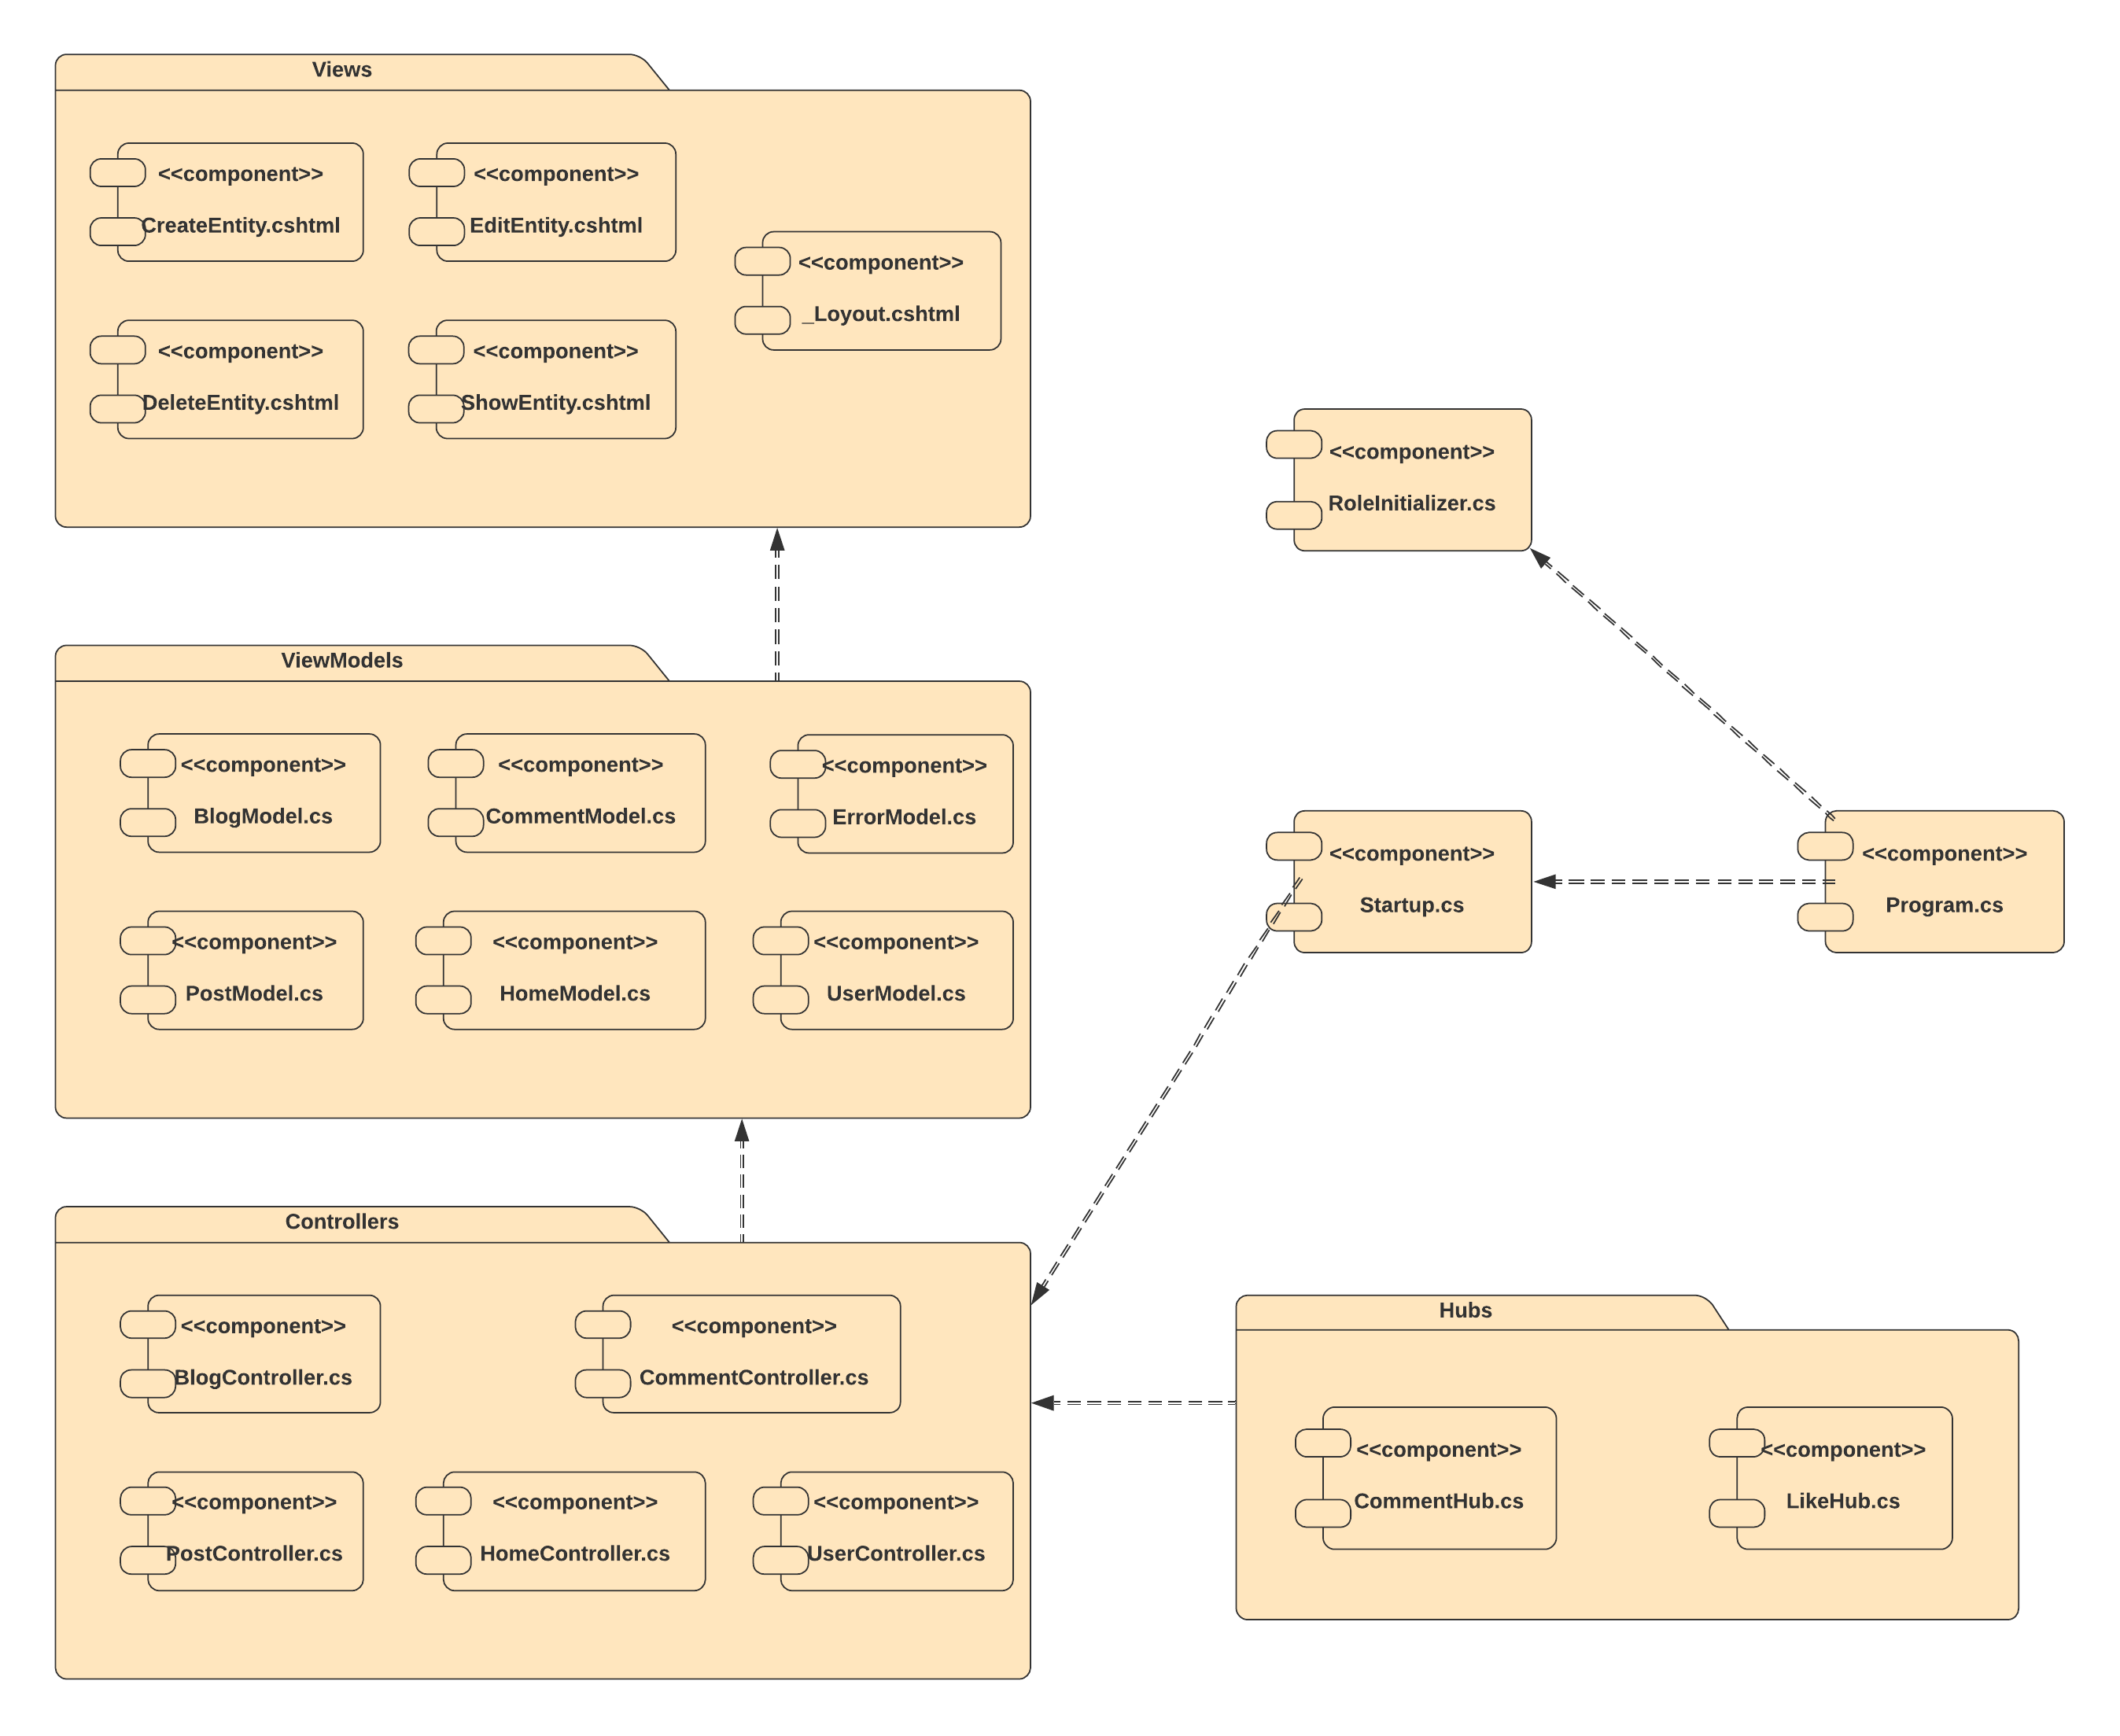 Views
<<component>>
CreateEntity.cshtml
<<component>>
EditEntity.cshtml
<<component>>
_Loyout.cshtml
<<component>>
DeleteEntity.cshtml
<<component>>
ShowEntity.cshtml
<<component>>
RoleInitializer.cs
ViewModels
<<component>>
BlogModel.cs
<<component>>
CommentModel.cs
<<component>>
ErrorModel.cs
<<component>>
PostModel.cs
<<component>>
HomeModel.cs
<<component>>
UserModel.cs
<<component>>
Startup.cs
<<component>>
Program.cs
Controllers
<<component>>
BlogController.cs
<<component>>
CommentController.cs
<<component>>
PostController.cs
<<component>>
HomeController.cs
<<component>>
UserController.cs
Hubs
<<component>>
CommentHub.cs
<<component>>
LikeHub.cs